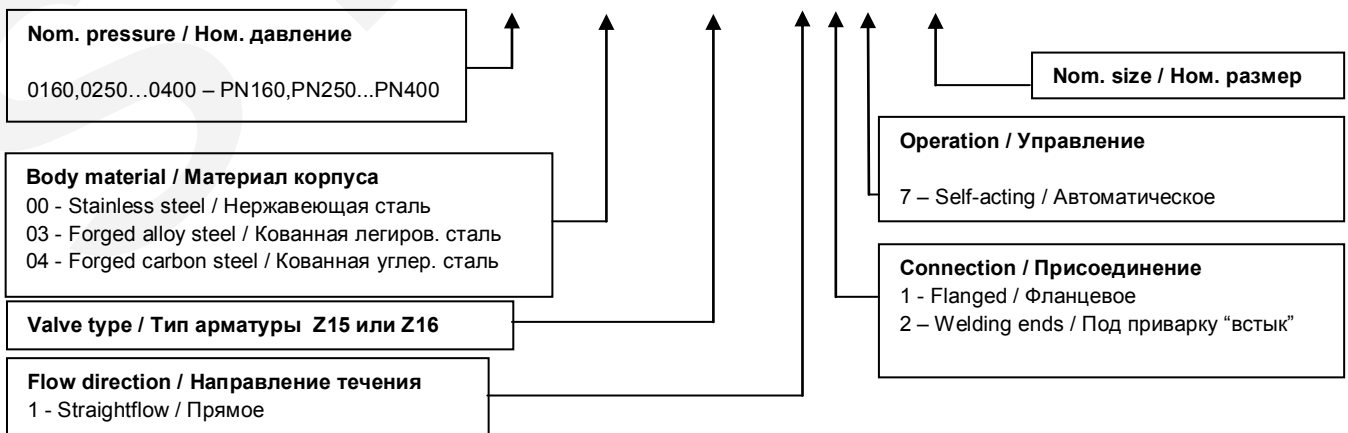 Nom. pressure / Ном. давление
0160,0250…0400 – PN160,PN250...PN400
Nom. size / Ном. размер
Operation / Управление
7 – Self-acting / Автоматическое
Body material / Материал корпуса
00 - Stainless steel / Нержавеющая сталь
03 - Forged alloy steel / Кованная легиров. сталь
04 - Forged carbon steel / Кованная углер. сталь
Connection / Присоединение
1 - Flanged / Фланцевое
2 – Welding ends / Под приварку “встык”
Valve type / Тип арматуры Z15 или Z16
Flow direction / Направление течения
1 - Straightflow / Прямое